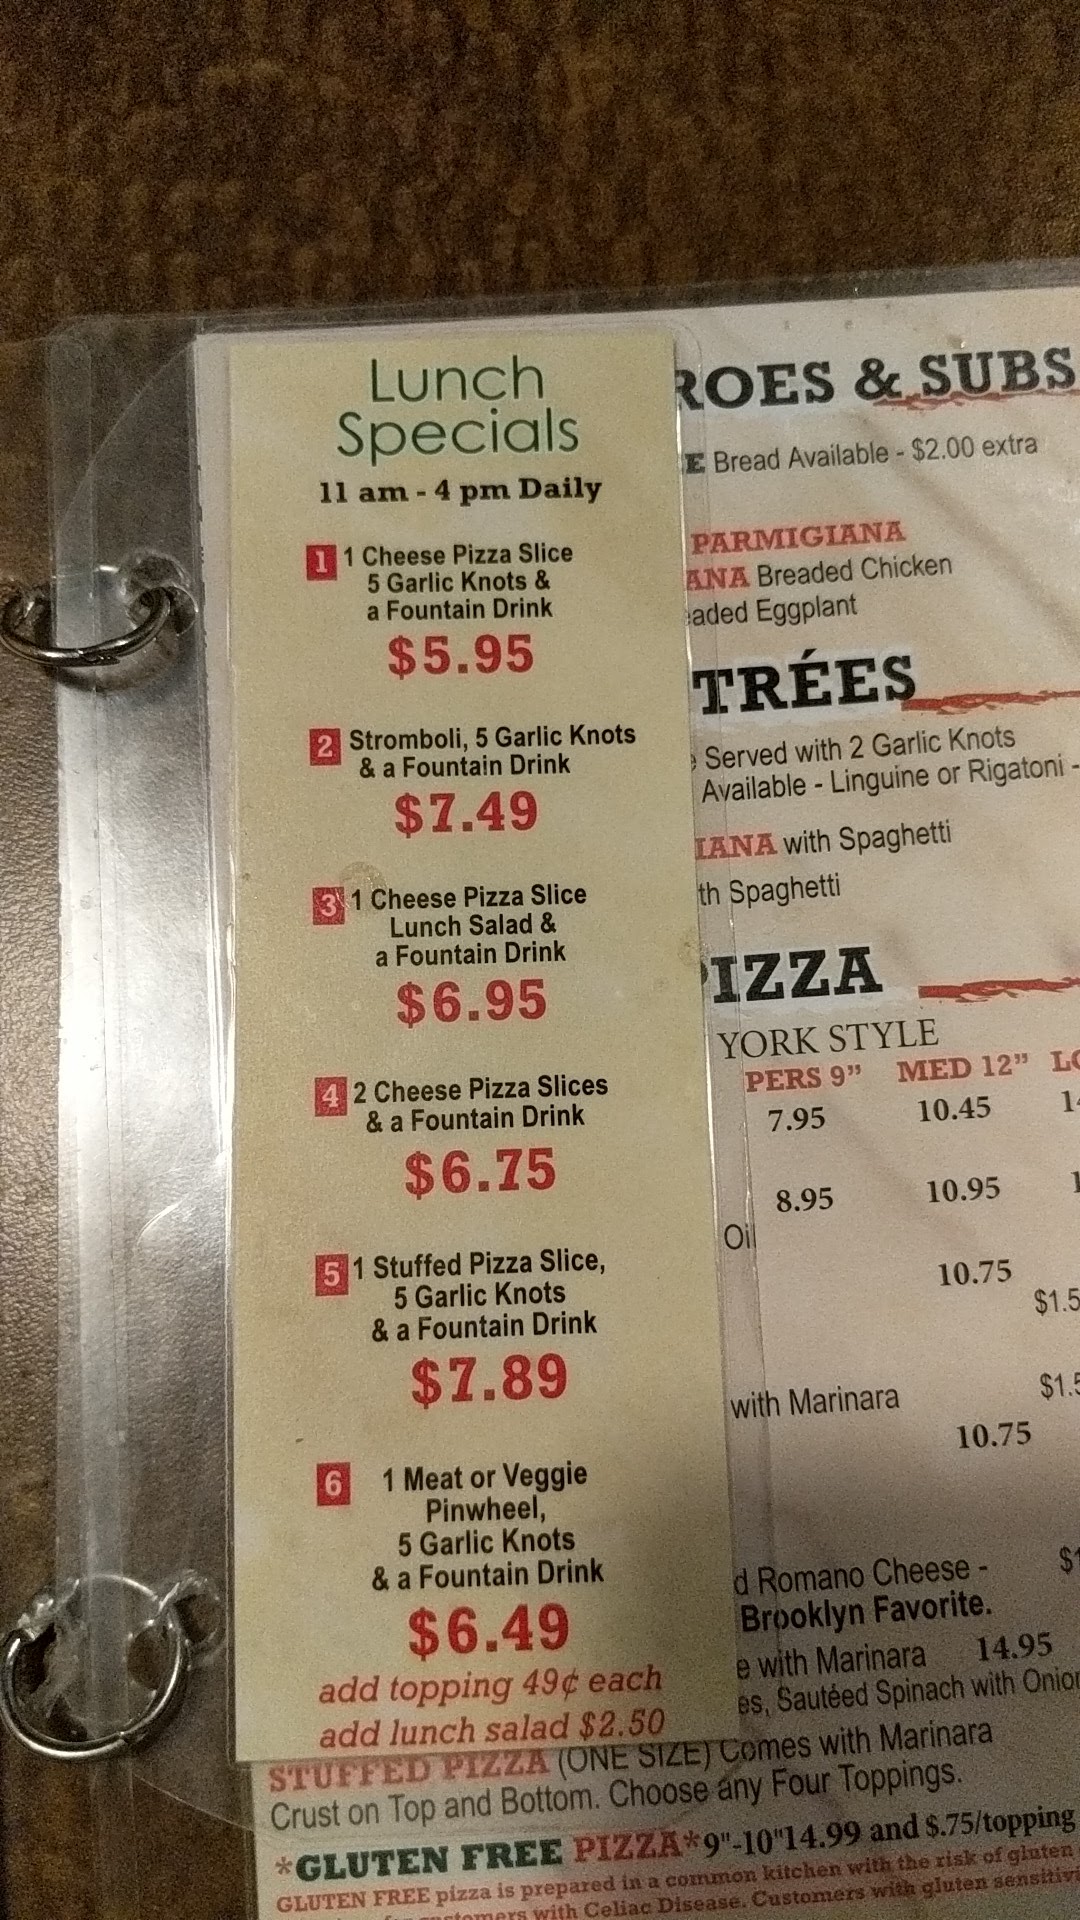 Lunch
Specials
11 am - 4 pm Daily
1 1 Cheese Pizza Slice
5 Garlic Knots &
a Fountain Drink
$5.95
2 Stromboli, 5 Garlic Knots
& a Fountain Drink
$7.49
3 1 Cheese Pizza Slice
Lunch Salad &
a Fountain Drink
$6.95
4 2 Cheese Pizza Slices
& a Fountain Drink
$6.75
5 1 Stuffed Pizza Slice,
5 Garlic Knots
& a Fountain Drink
$7.89
6 1 Meat or Veggie
Pinwheel,
5 Garlic Knots
& a Fountain Drink
$6.49
add topping 49¢ each
add lunch salad $2.50
ROES & SUBS
E Bread Available - $2.00 extra
PARMIGIANA
ANA Breaded Chicken
eaded Eggplant
TRÉES
Served with 2 Garlic Knots
Available - Linguine or Rigatoni -
IANA with Spaghetti
th Spaghetti
PIZZA
YORK STYLE
PERS 9" MED 12"
7.95 10.45
8.95 10.95
Oil
10.75
$1.5
with Marinara $1.5
10.75
d Romano Cheese -
Brooklyn Favorite.
e with Marinara 14.95
es, Sautéed Spinach with Onion
STUFFED PIZZA (ONE SIZE) Comes with Marinara
Crust on Top and Bottom. Choose any Four Toppings.
*GLUTEN FREE PIZZA*9"-10"14.99 and $.75/topping
GLUTEN FREE pizza is prepared in a common kitchen with the risk of gluten
with Celiac Disease. Customers with gluten sensitivi